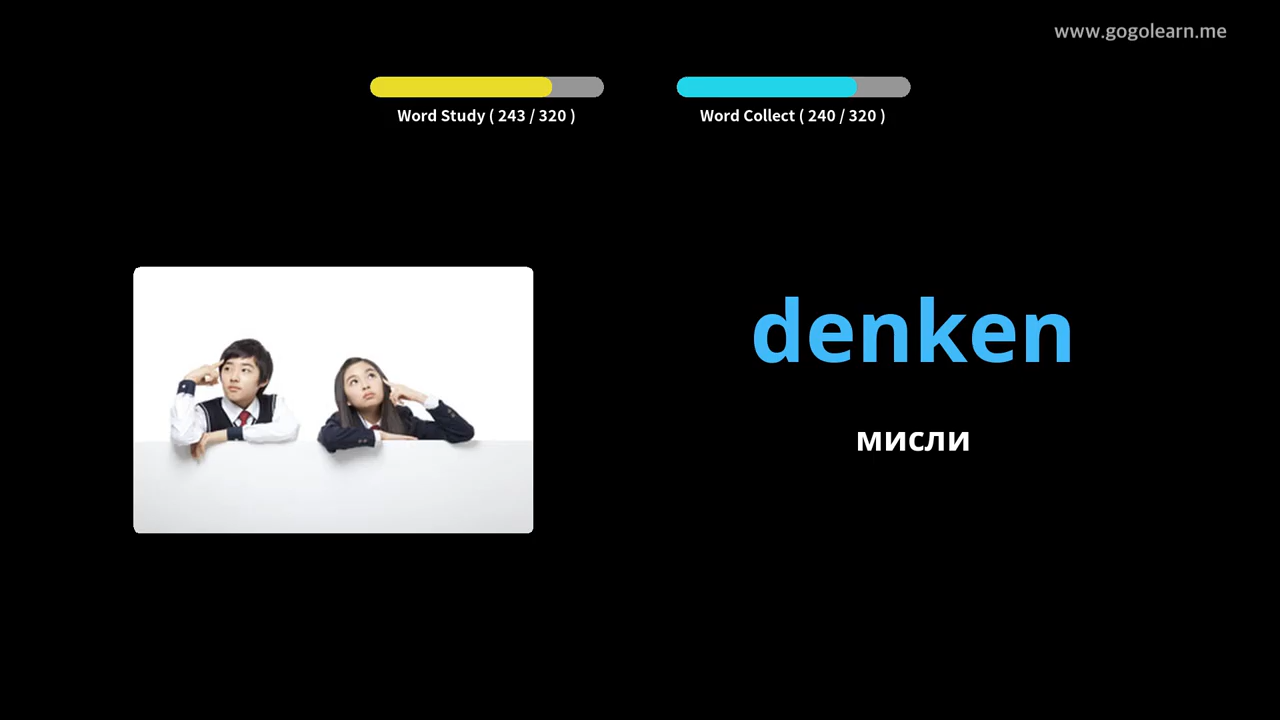 www.gogolearn.me
Word Study ( 243 / 320 )
Word Collect ( 240 / 320 )
denken
мисли